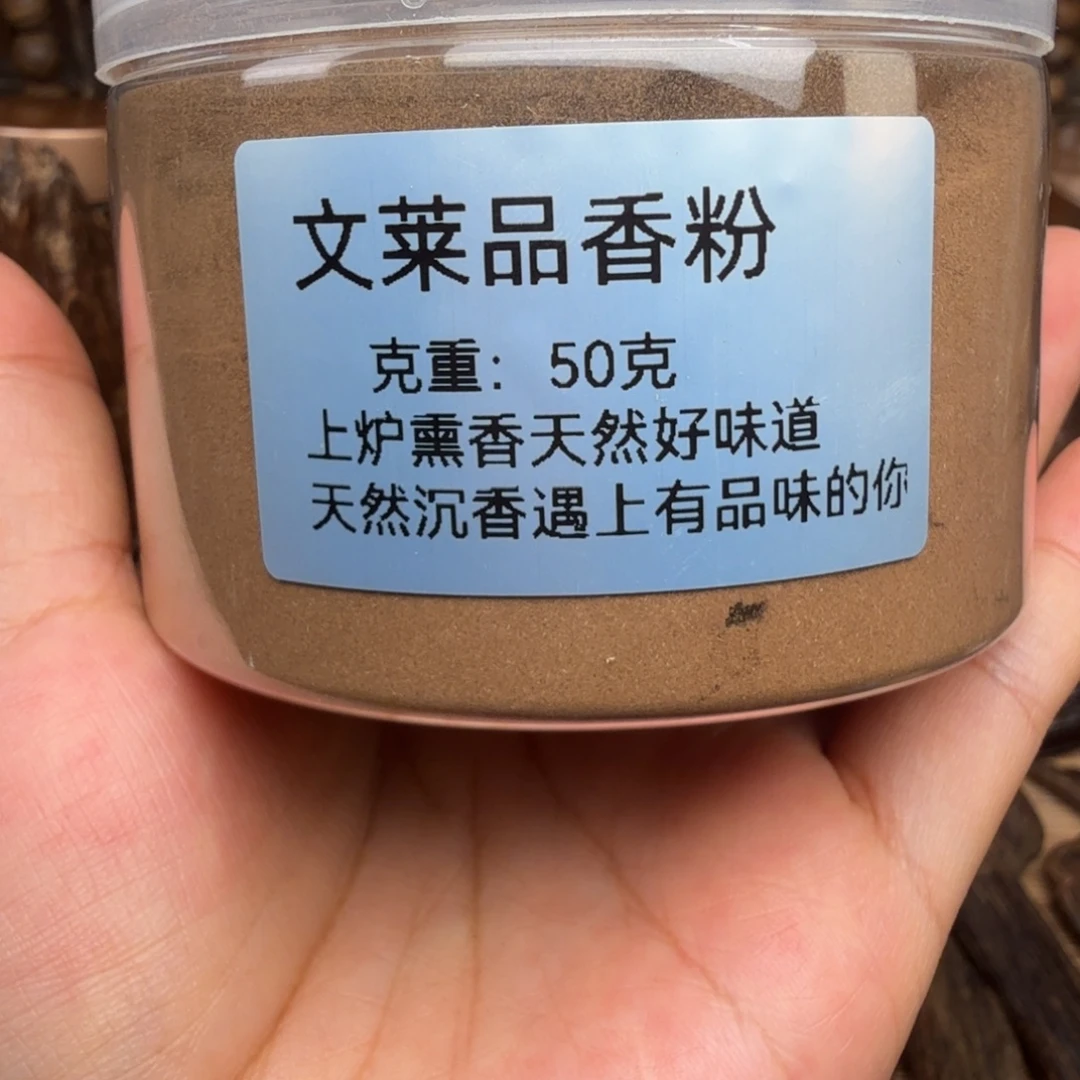 文莱品香粉
克重：50克
上炉熏香天然好味道
天然沉香遇上有品味的你